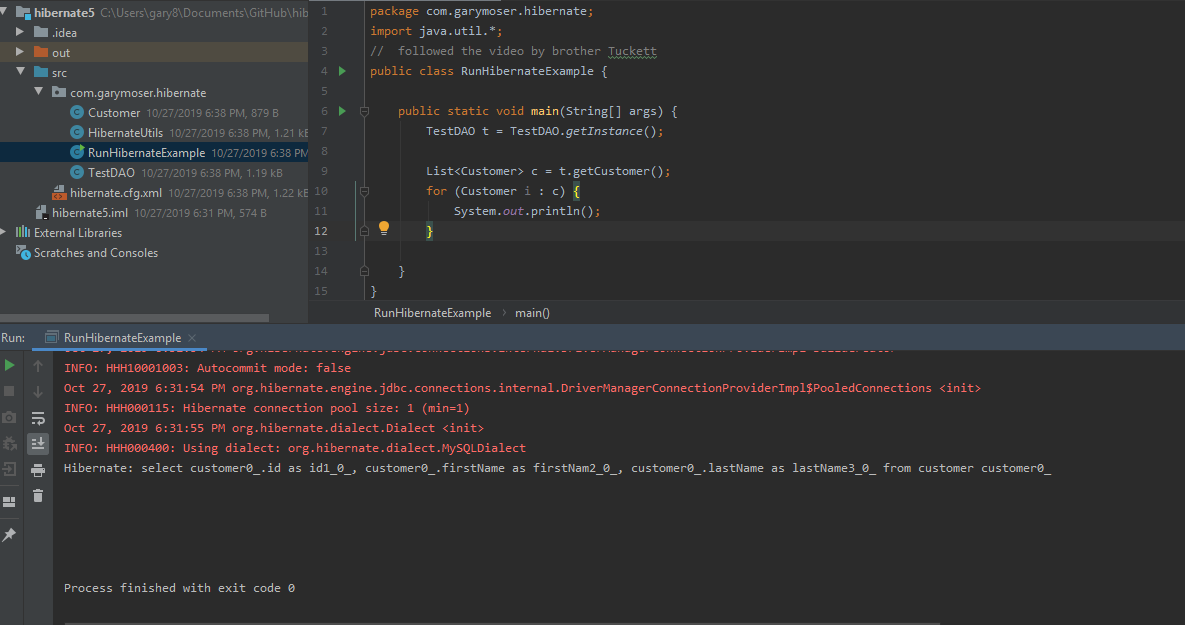 hibernate5 C:\Users\gary8\Documents\GitHub\hib
.idea
out
src
com.garymoser.hibernate
Customer 10/27/2019 6:38 PM, 879 B
HibernateUtils 10/27/2019 6:38 PM, 1.21 kB
RunHibernateExample 10/27/2019 6:38 PM
TestDAO 10/27/2019 6:38 PM, 1.19 kB
hibernate.cfg.xml 10/27/2019 6:38 PM, 1.22 kB
hibernate5.iml 10/27/2019 6:31 PM, 574 B
External Libraries
Scratches and Consoles
1 package com.garymoser.hibernate;
2 import java.util.*;
3 // followed the video by brother Tuckett
4 public class RunHibernateExample {
5
6 public static void main(String[] args) {
7 TestDAO t = TestDAO.getInstance();
8
9 List<Customer> c = t.getCustomer();
10 for (Customer i : c) {
11 System.out.println();
12 }
13
14 }
15 }
RunHibernateExample › main()
Run: RunHibernateExample
INFO: HHH10001003: Autocommit mode: false
Oct 27, 2019 6:31:54 PM org.hibernate.engine.jdbc.connections.internal.DriverManagerConnectionProviderImpl$PooledConnections <init>
INFO: HHH000115: Hibernate connection pool size: 1 (min=1)
Oct 27, 2019 6:31:55 PM org.hibernate.dialect.Dialect <init>
INFO: HHH000400: Using dialect: org.hibernate.dialect.MySQLDialect
Hibernate: select customer0_.id as id1_0_, customer0_.firstName as firstNam2_0_, customer0_.lastName as lastName3_0_ from customer customer0_
Process finished with exit code 0